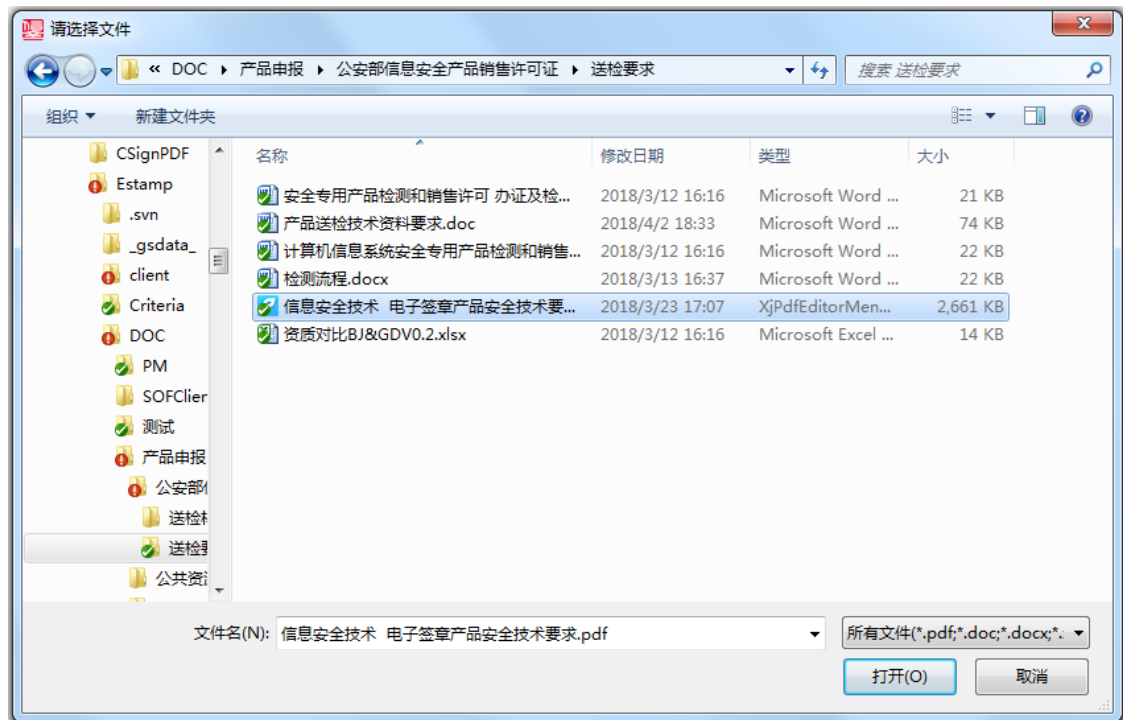 请选择文件
« DOC ▸ 产品申报 ▸ 公安部信息安全产品销售许可证 ▸ 送检要求
搜索 送检要求
组织 新建文件夹
CSignPDF
Estamp
.svn
_gsdata_
client
Criteria
DOC
PM
SOFClien
测试
产品申报
公安部
送检
送检
公共资
名称 修改日期 类型 大小
安全专用产品检测和销售许可 办证及检... 2018/3/12 16:16 Microsoft Word ... 21 KB
产品送检技术资料要求.doc 2018/4/2 18:33 Microsoft Word ... 74 KB
计算机信息系统安全专用产品检测和销售... 2018/3/12 16:16 Microsoft Word ... 22 KB
检测流程.docx 2018/3/13 16:37 Microsoft Word ... 22 KB
信息安全技术 电子签章产品安全技术要... 2018/3/23 17:07 XjPdfEditorMen... 2,661 KB
资质对比BJ&GDV0.2.xlsx 2018/3/12 16:16 Microsoft Excel ... 14 KB
文件名(N): 信息安全技术 电子签章产品安全技术要求.pdf
所有文件(*.pdf;*.doc;*.docx;*.
打开(O) 取消